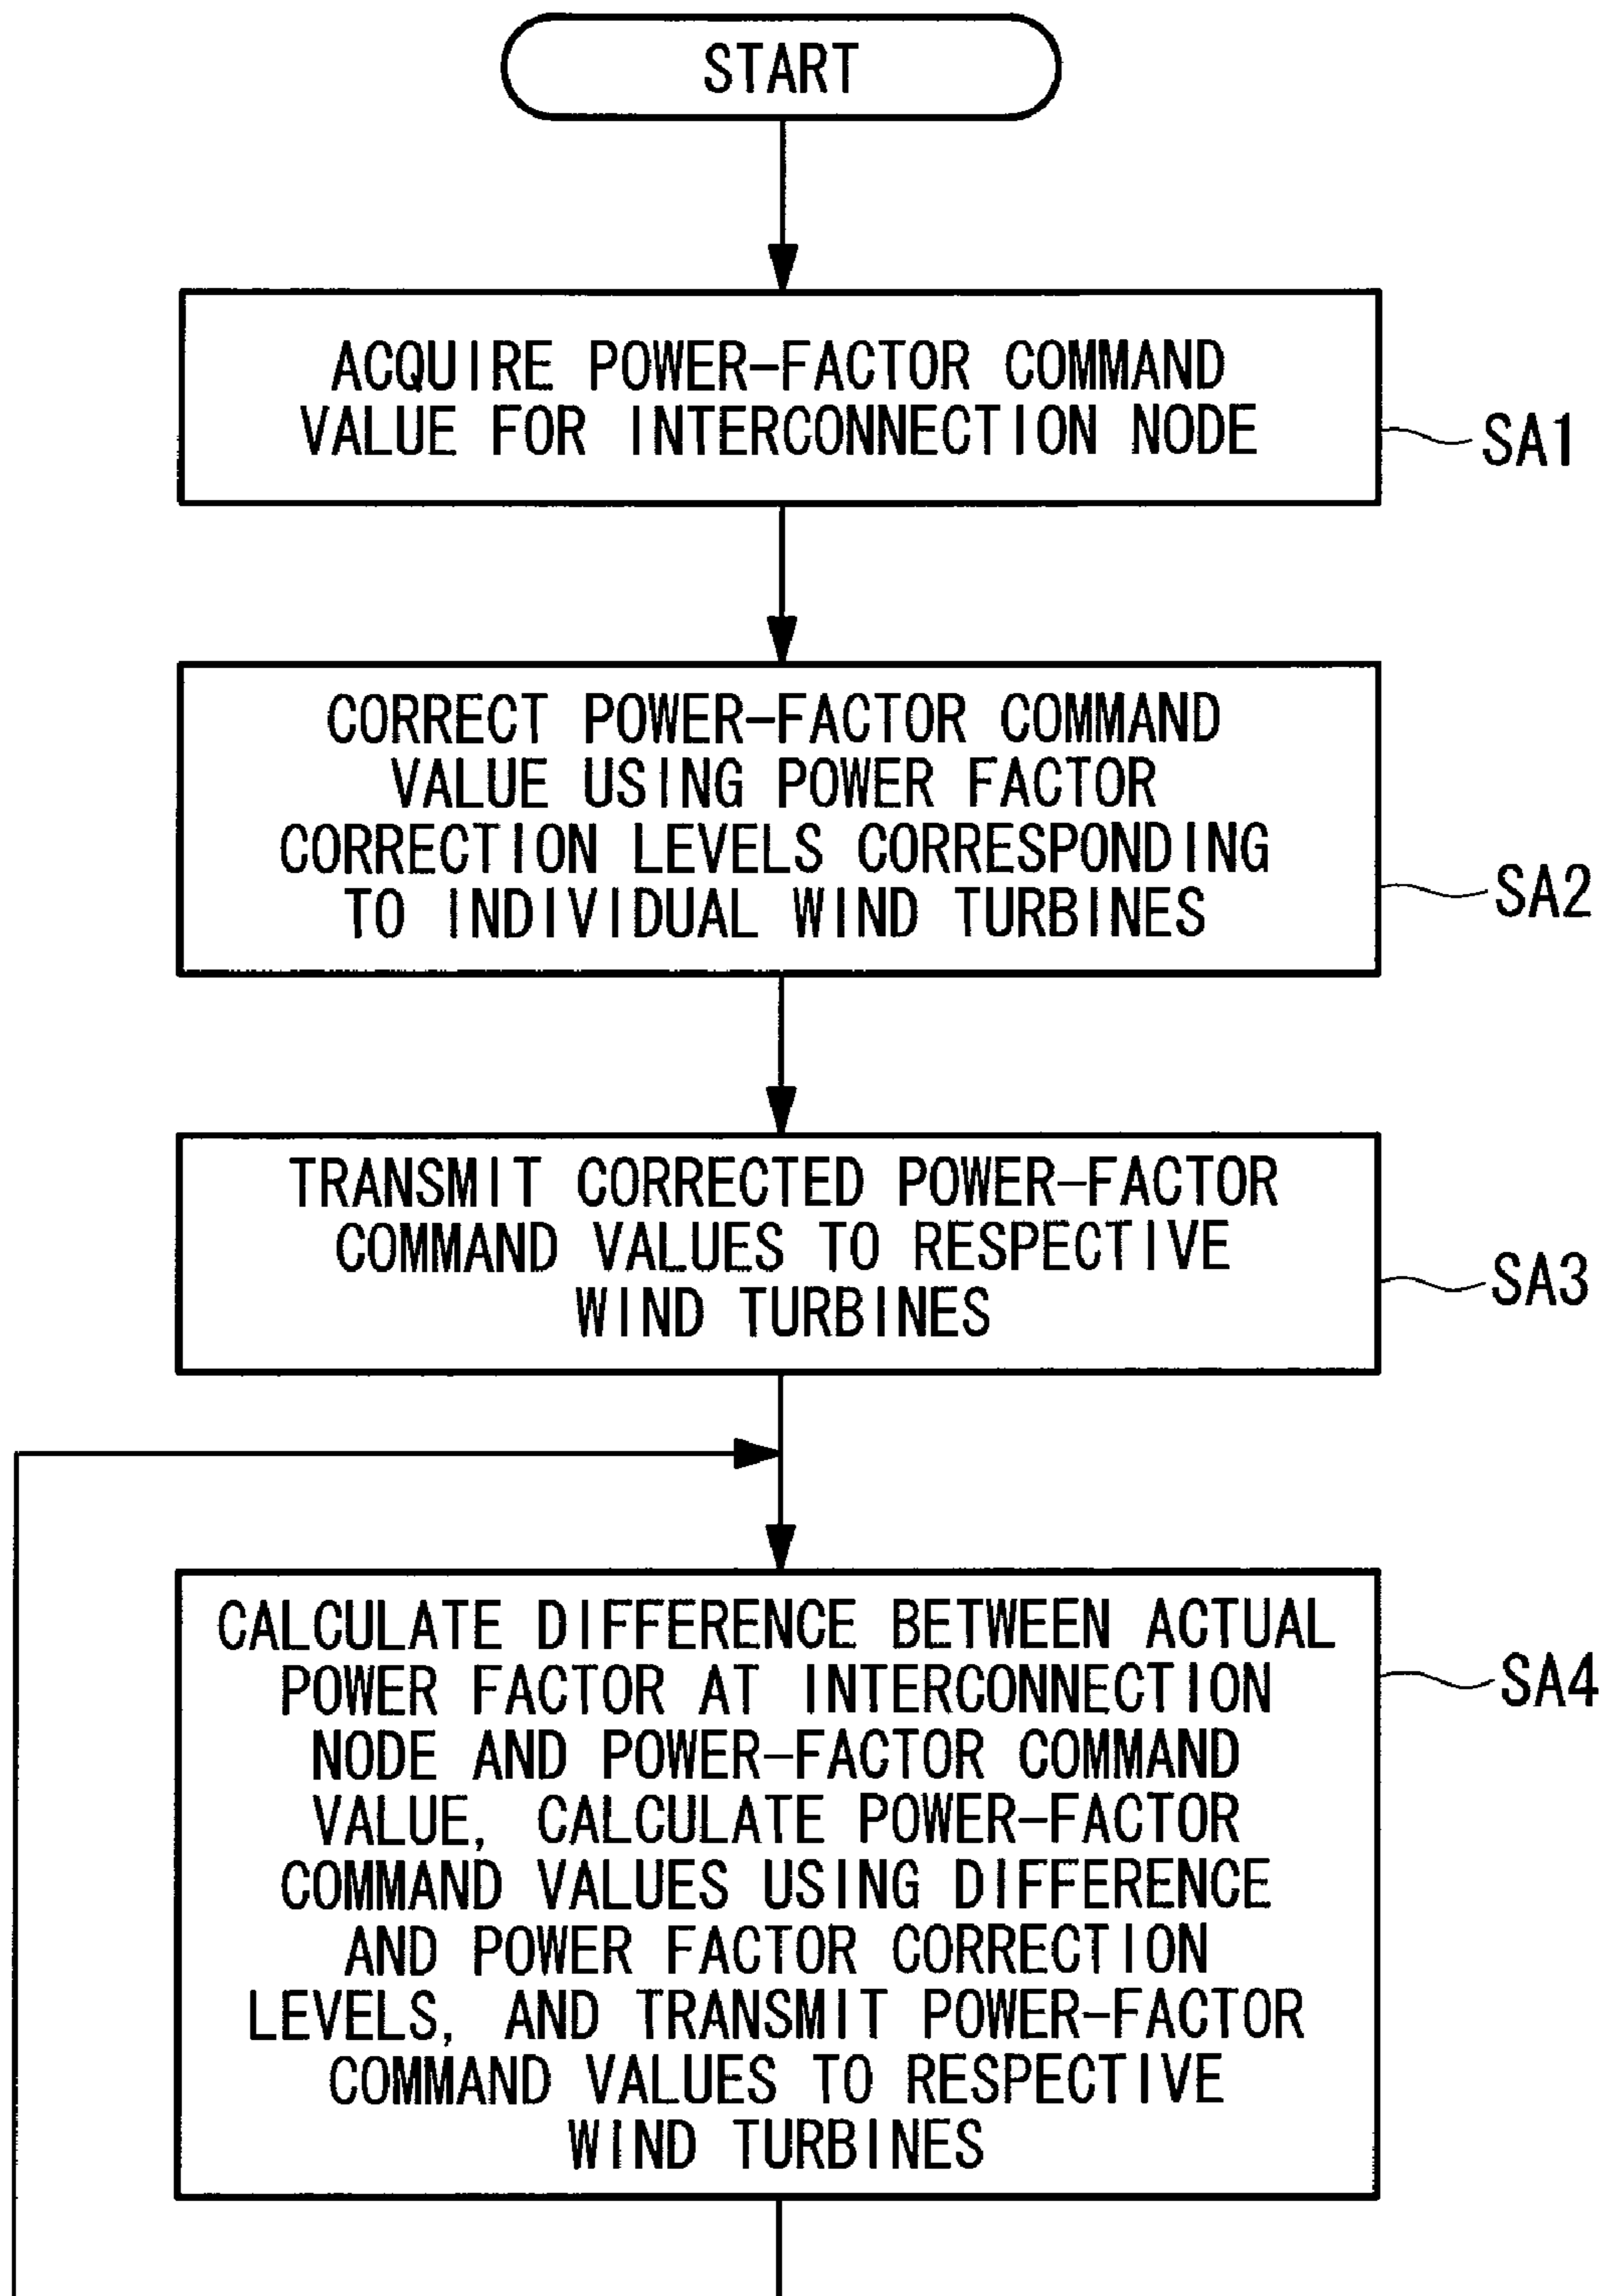 START
ACQUIRE POWER-FACTOR COMMAND
VALUE FOR INTERCONNECTION NODE
SA1
CORRECT POWER-FACTOR COMMAND
VALUE USING POWER FACTOR
CORRECTION LEVELS CORRESPONDING
TO INDIVIDUAL WIND TURBINES
SA2
TRANSMIT CORRECTED POWER-FACTOR
COMMAND VALUES TO RESPECTIVE
WIND TURBINES
SA3
CALCULATE DIFFERENCE BETWEEN ACTUAL
POWER FACTOR AT INTERCONNECTION
NODE AND POWER-FACTOR COMMAND
VALUE, CALCULATE POWER-FACTOR
COMMAND VALUES USING DIFFERENCE
AND POWER FACTOR CORRECTION
LEVELS, AND TRANSMIT POWER-FACTOR
COMMAND VALUES TO RESPECTIVE
WIND TURBINES
SA4